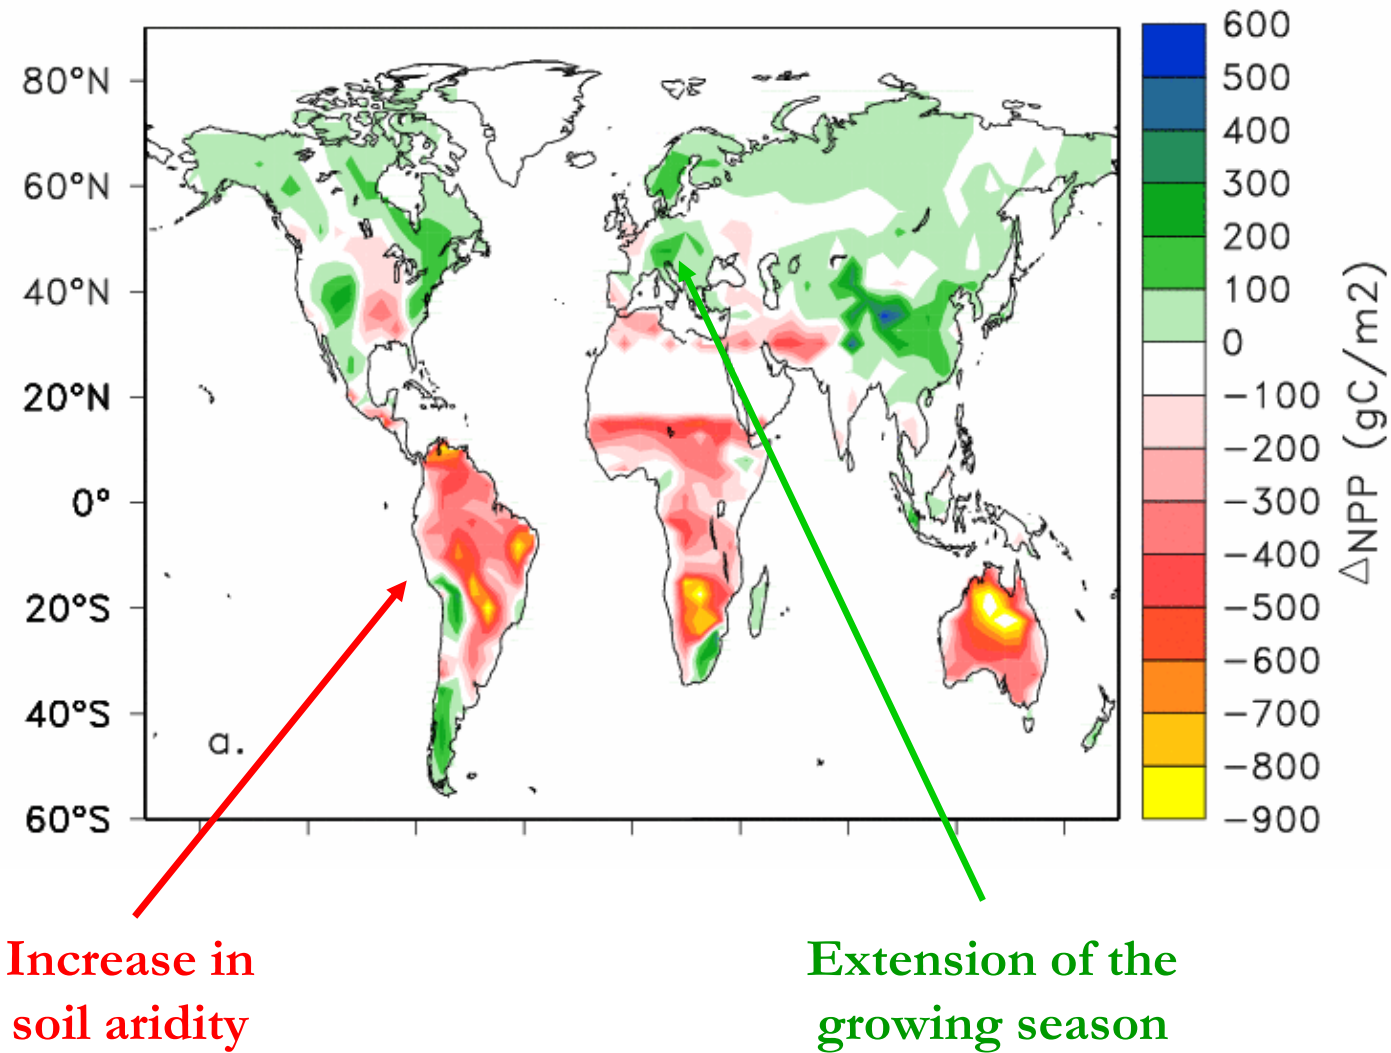 80°N
60°N
40°N
20°N
0°
20°S
40°S
60°S
a.
600
500
400
300
200
100
0
−100
−200
−300
−400
−500
−600
−700
−800
−900
△NPP (gC/m2)
Increase in
soil aridity
Extension of the
growing season